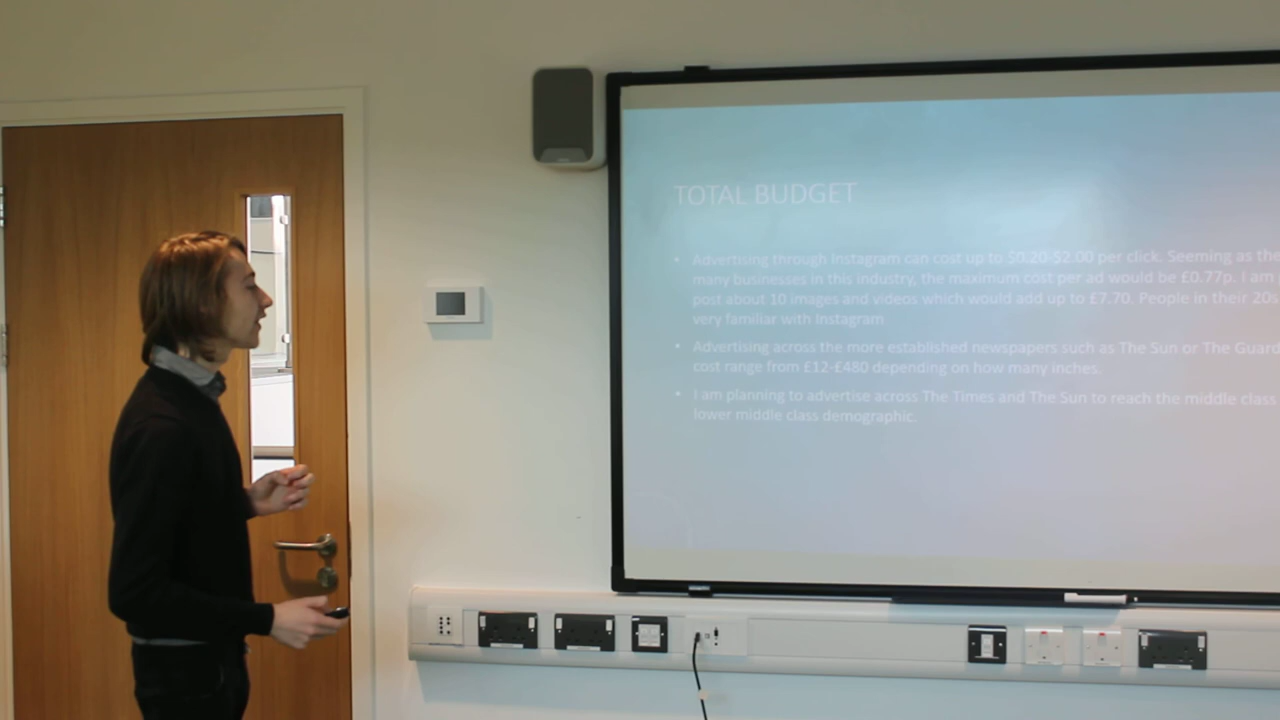 TOTAL BUDGET
• Advertising through Instagram can cost up to $0.20-$2.00 per click. Seeming as the
many businesses in this industry, the maximum cost per ad would be £0.77p. I am
post about 10 images and videos which would add up to £7.70. People in their 20s
very familiar with Instagram
• Advertising across the more established newspapers such as The Sun or The Guard
cost range from £12-£480 depending on how many inches.
• I am planning to advertise across The Times and The Sun to reach the middle class
lower middle class demographic.